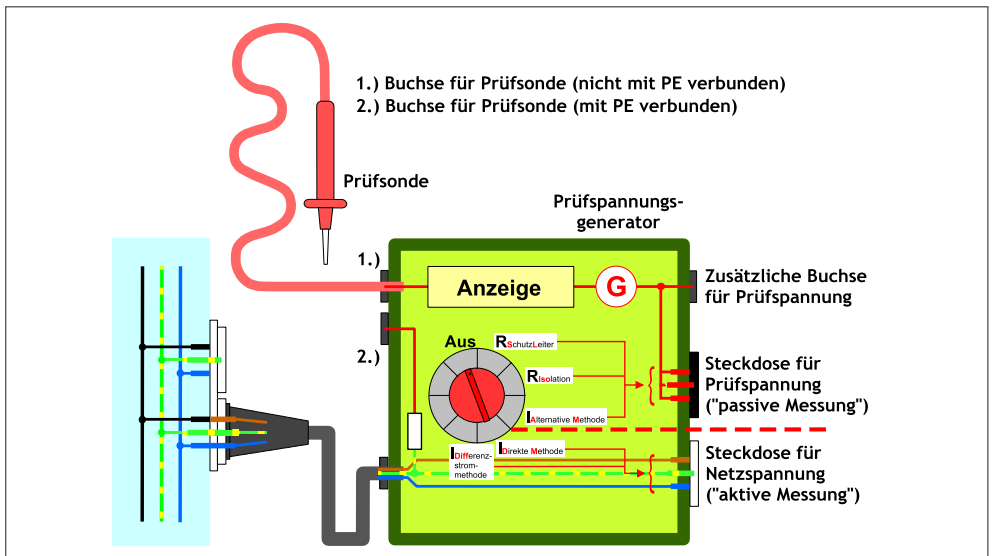 1.) Buchse für Prüfsonde (nicht mit PE verbunden)
2.) Buchse für Prüfsonde (mit PE verbunden)
Prüfsonde
Prüfspannungs-
generator
1.)
Anzeige
G
Zusätzliche Buchse
für Prüfspannung
2.)
Aus
RSchutzLeiter
RIsolation
IAlternative Methode
Steckdose für
Prüfspannung
("passive Messung")
IDirekte Methode
IDifferenz-
strom-
methode
Steckdose für
Netzspannung
("aktive Messung")